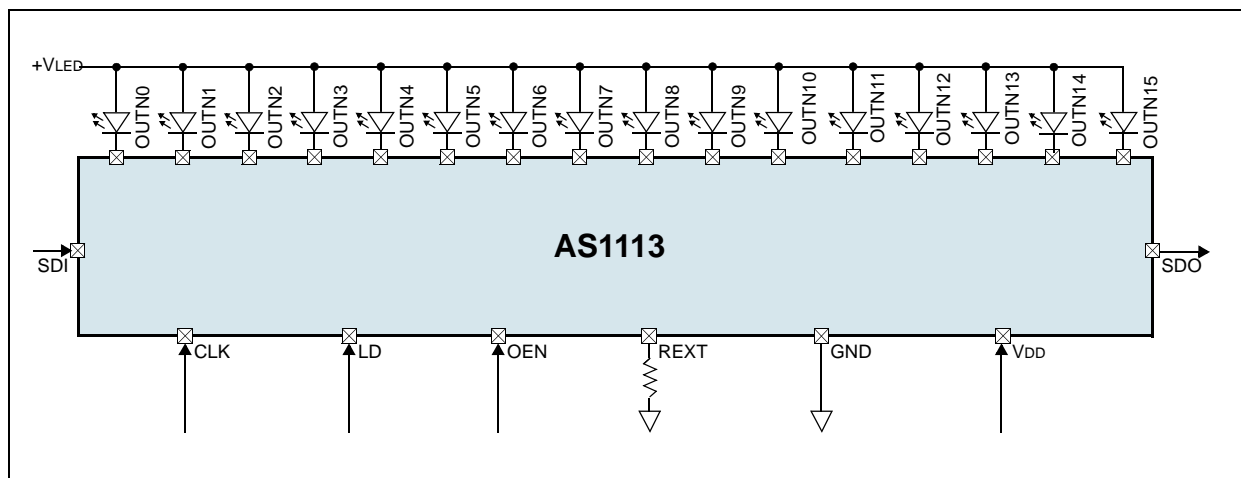 +VLED
OUTN0
OUTN1
OUTN2
OUTN3
OUTN4
OUTN5
OUTN6
OUTN7
OUTN8
OUTN9
OUTN10
OUTN11
OUTN12
OUTN13
OUTN14
OUTN15
AS1113
SDI
SDO
CLK
LD
OEN
REXT
GND
VDD